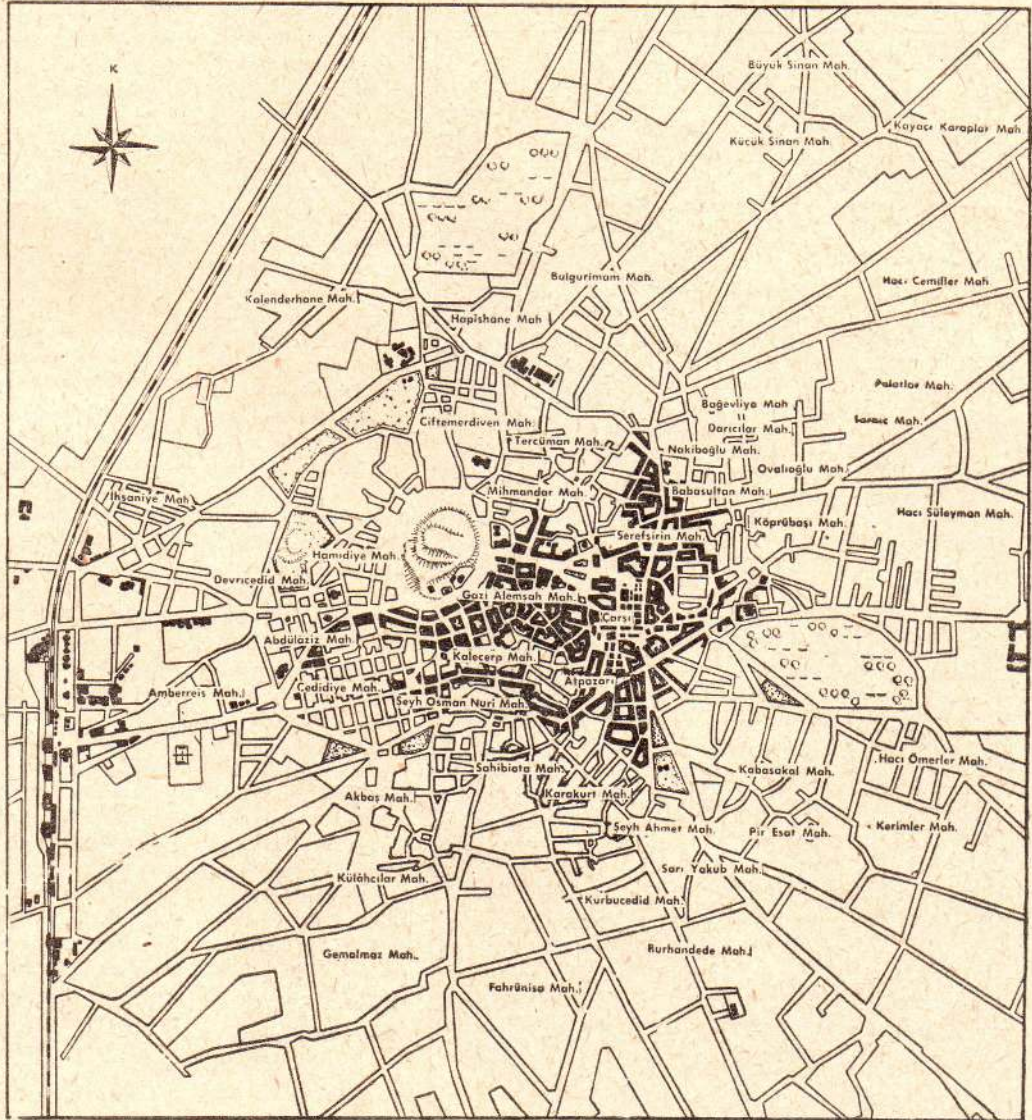 K
Büyük Sinan Mah.
Kayacı Karaplar Mah
Küçük Sinan Mah
Bulgurimam Mah.
Hacı Cemiller Mah
Kalenderhane Mah.
Hapishane Mah
Polatlar Mah.
Bağevliya Mah
Çiftemerdiven Mah.
Darıcılar Mah.
Mah.
Tercüman Mah.
Nakiboğlu Mah.
Ovalıoğlu Mah.
İhsaniye Mah
Mihmandar Mah.
Babasultan Mah.
Hacı Süleyman Mah.
Köprübaşı Mah.
Şerefşirin Mah.
Hamidiye Mah.
Devricedid Mah.
Gazi Alemşah Mah.
Çarşı
Abdülaziz Mah.
Kalecerp Mah.
Atpazarı
Cedidiye Mah.
Amberreis Mah.
Şeyh Osman Nuri Mah.
Sahibiata Mah.
Kabasakal Mah.
Hacı Ömerler Mah.
Akbaş Mah.
Karakurt Mah.
Şeyh Ahmet Mah.
Pir Esat Mah.
Kerimler Mah.
Sarı Yakub Mah.
Külâhcılar Mah.
Kurbucedid Mah.
Gemalmaz Mah.
Burhandede Mah.
Fahrünisa Mah.